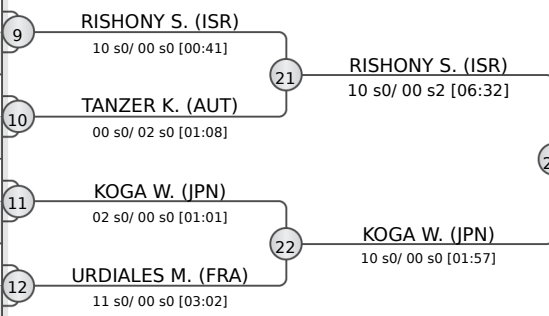 RISHONY S. (ISR)
9
10 s0/ 00 s0 [00:41]
21
RISHONY S. (ISR)
10 s0/ 00 s2 [06:32]
TANZER K. (AUT)
10
00 s0/ 02 s0 [01:08]
KOGA W. (JPN)
11
02 s0/ 00 s0 [01:01]
22
KOGA W. (JPN)
10 s0/ 00 s0 [01:57]
URDIALES M. (FRA)
12
11 s0/ 00 s0 [03:02]